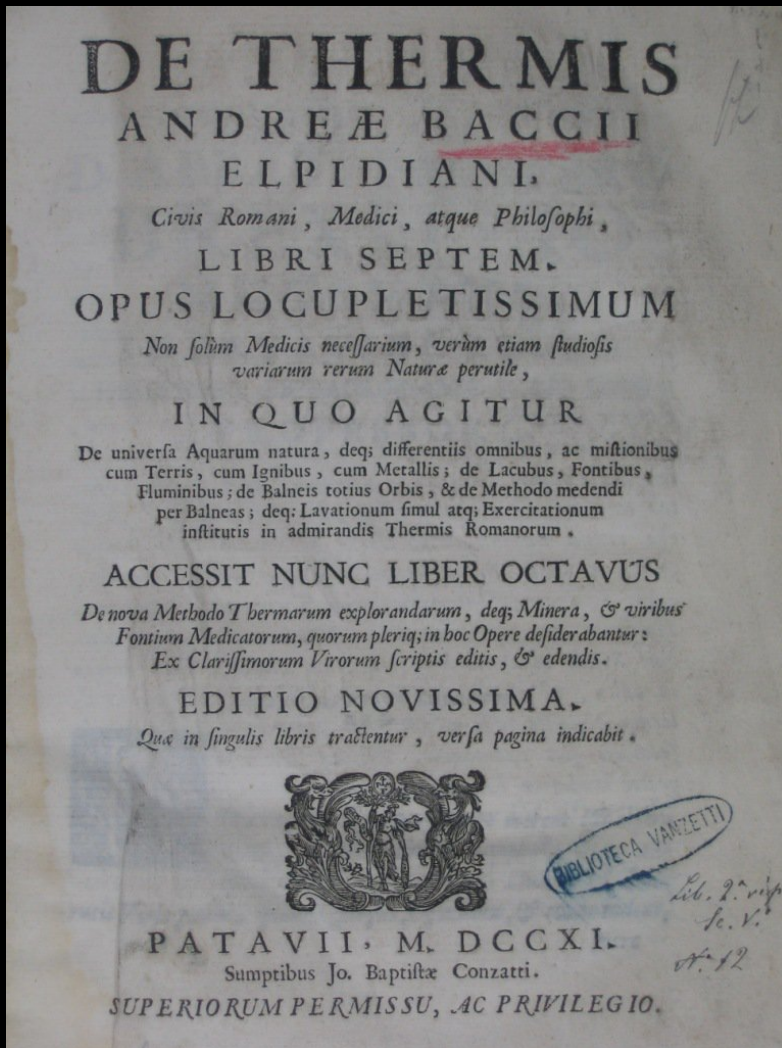 DE THERMIS
ANDREÆ BACCII
ELPIDIANI,
Civis Romani, Medici, atque Philoſophi,
LIBRI SEPTEM.
OPUS LOCUPLETISSIMUM
Non ſolùm Medicis neceſſarium, verùm etiam ſtudioſis
variarum rerum Naturæ perutile,
IN QUO AGITUR
De univerſa Aquarum natura, deq; differentiis omnibus, ac miſtionibus
cum Terris, cum Ignibus, cum Metallis; de Lacubus, Fontibus,
Fluminibus; de Balneis totius Orbis, & de Methodo medendi
per Balneas; deq: Lavationum ſimul atq; Exercitationum
inſtitutis in admirandis Thermis Romanorum.
ACCESSIT NUNC LIBER OCTAVUS
De nova Methodo Thermarum explorandarum, deq; Minera, & viribus
Fontium Medicatorum, quorum pleriq; in hoc Opere deſiderabantur:
Ex Clariſſimorum Virorum ſcriptis editis, & edendis.
EDITIO NOVISSIMA.
Quæ in ſingulis libris tractentur, verſa pagina indicabit.
BIBLIOTECA VANZETTI
Lib. 2.ª
Sc. V.
N.º 12
PATAVII, M. DCCXI.
Sumptibus Jo. Baptiſtæ Conzatti.
SUPERIORUM PERMISSU, AC PRIVILEGIO.